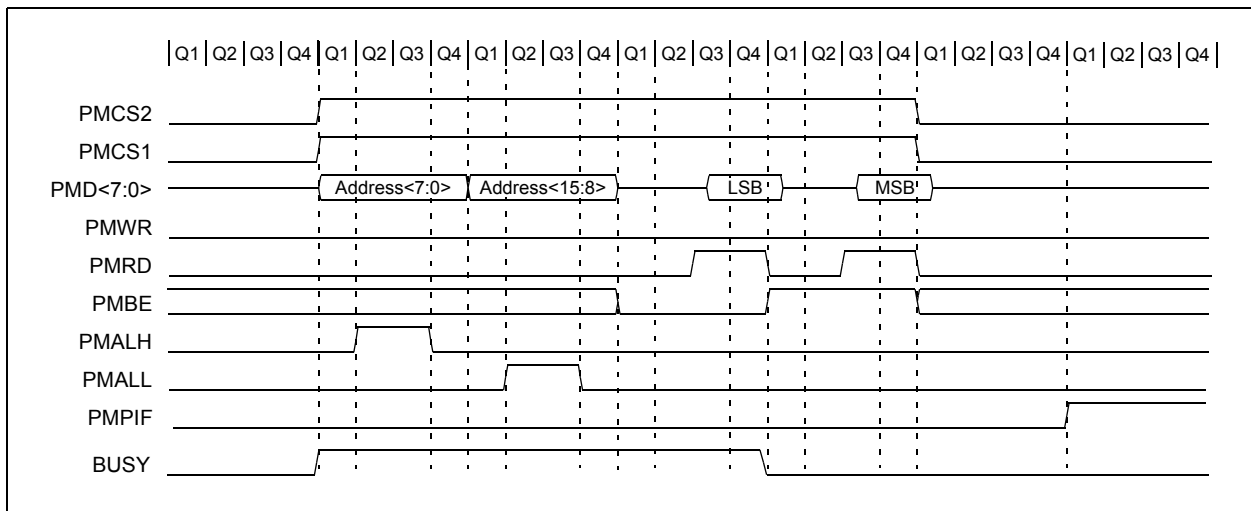 Q1 Q2 Q3 Q4 Q1 Q2 Q3 Q4 Q1 Q2 Q3 Q4 Q1 Q2 Q3 Q4 Q1 Q2 Q3 Q4 Q1 Q2 Q3 Q4 Q1 Q2 Q3 Q4
PMCS2
PMCS1
PMD<7:0> Address<7:0> Address<15:8> LSB MSB
PMWR
PMRD
PMBE
PMALH
PMALL
PMPIF
BUSY